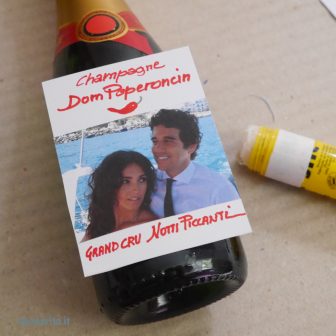 Champagne
Dom Peperoncin
GRAND CRU NOTTI PICCANTI